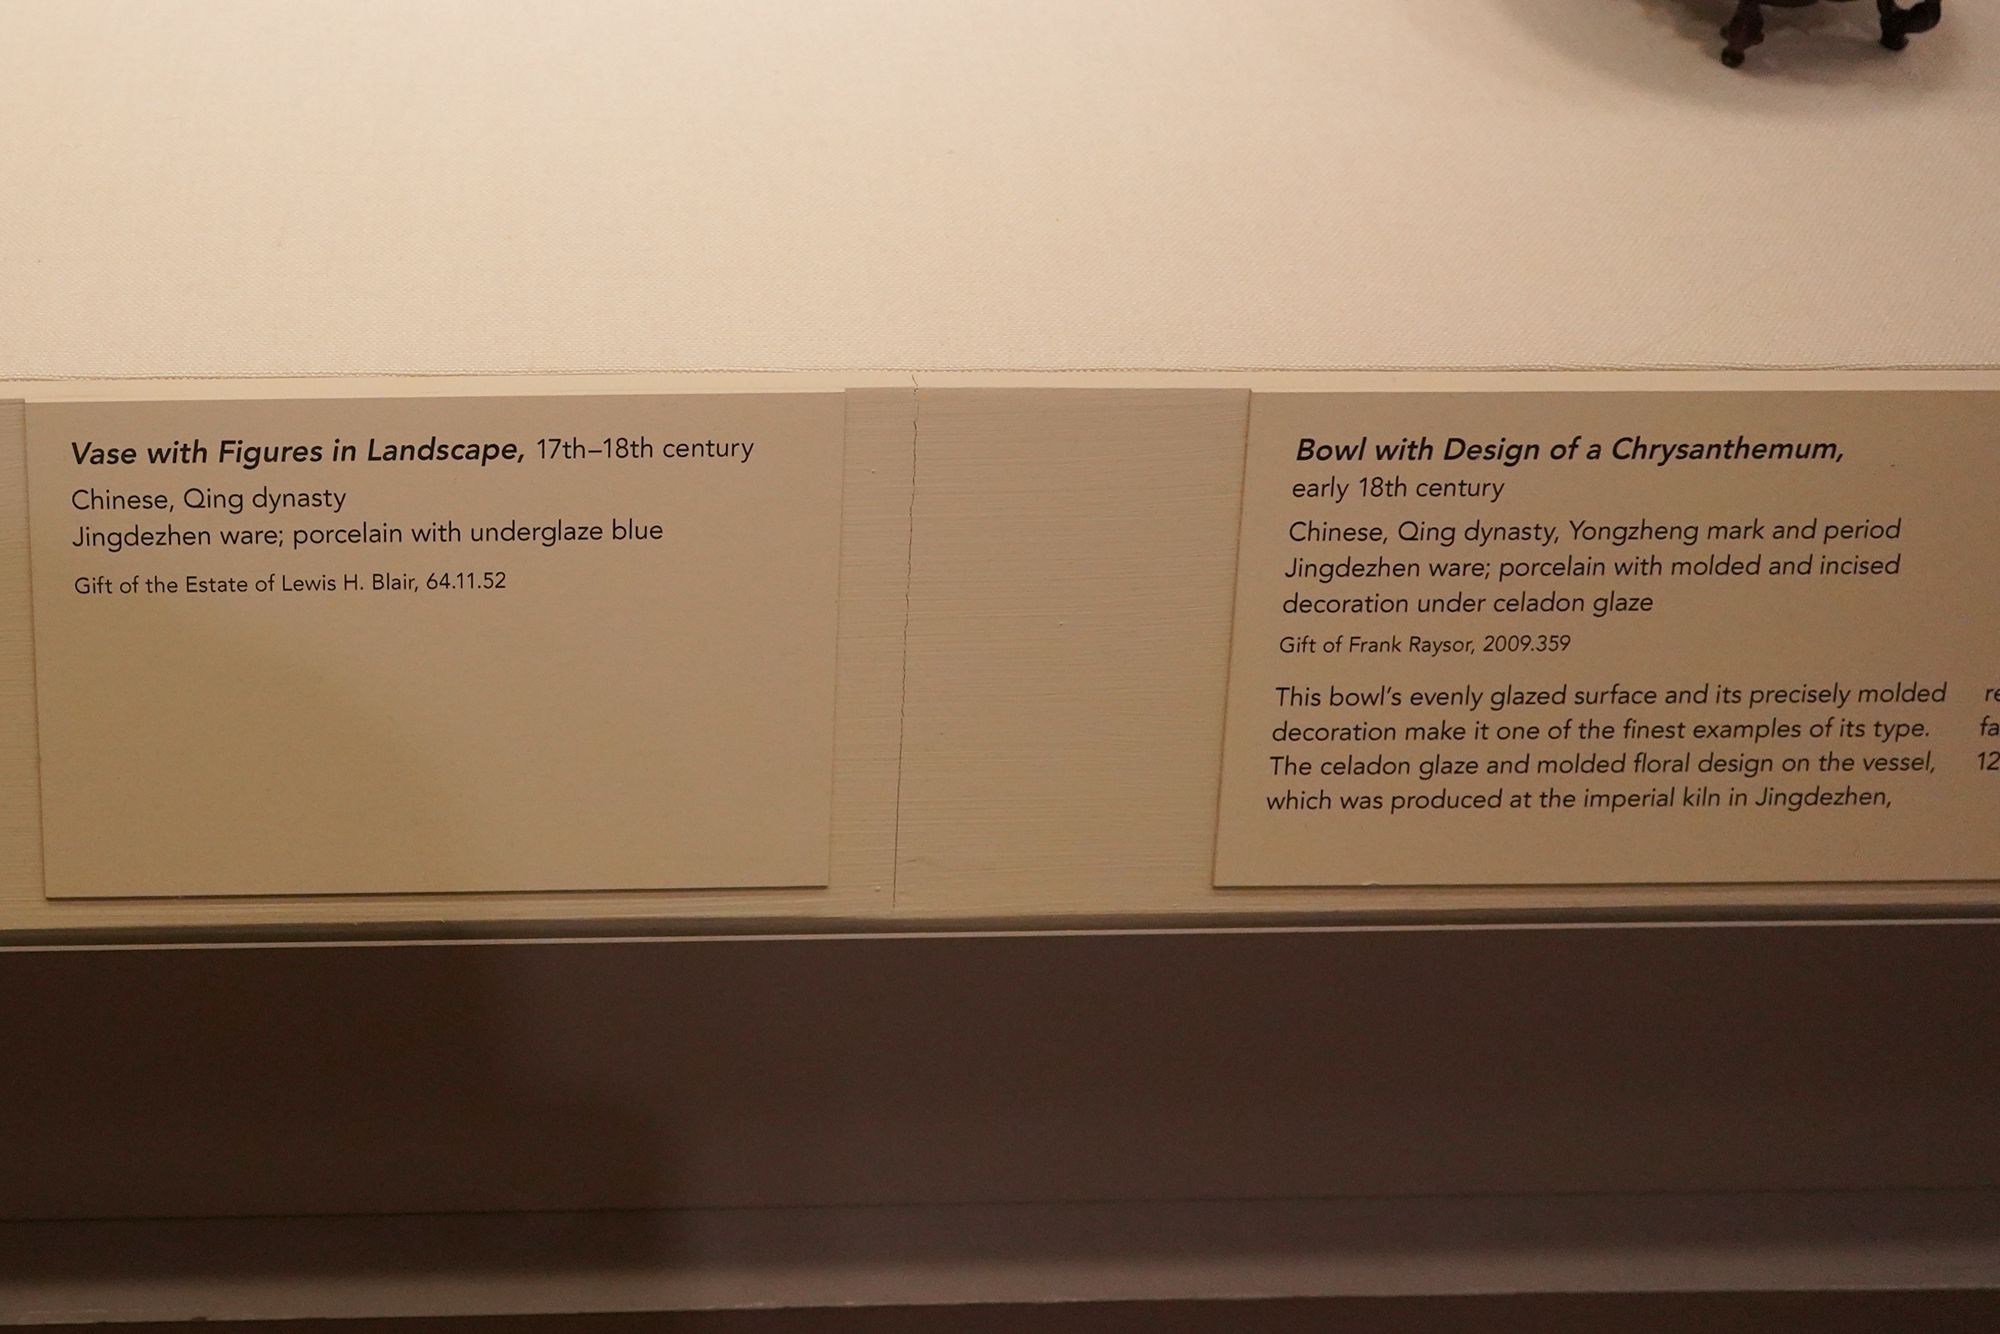 Vase with Figures in Landscape, 17th–18th century
Chinese, Qing dynasty
Jingdezhen ware; porcelain with underglaze blue
Gift of the Estate of Lewis H. Blair, 64.11.52
Bowl with Design of a Chrysanthemum,
early 18th century
Chinese, Qing dynasty, Yongzheng mark and period
Jingdezhen ware; porcelain with molded and incised
decoration under celadon glaze
Gift of Frank Raysor, 2009.359
This bowl's evenly glazed surface and its precisely molded
decoration make it one of the finest examples of its type.
The celadon glaze and molded floral design on the vessel,
which was produced at the imperial kiln in Jingdezhen,